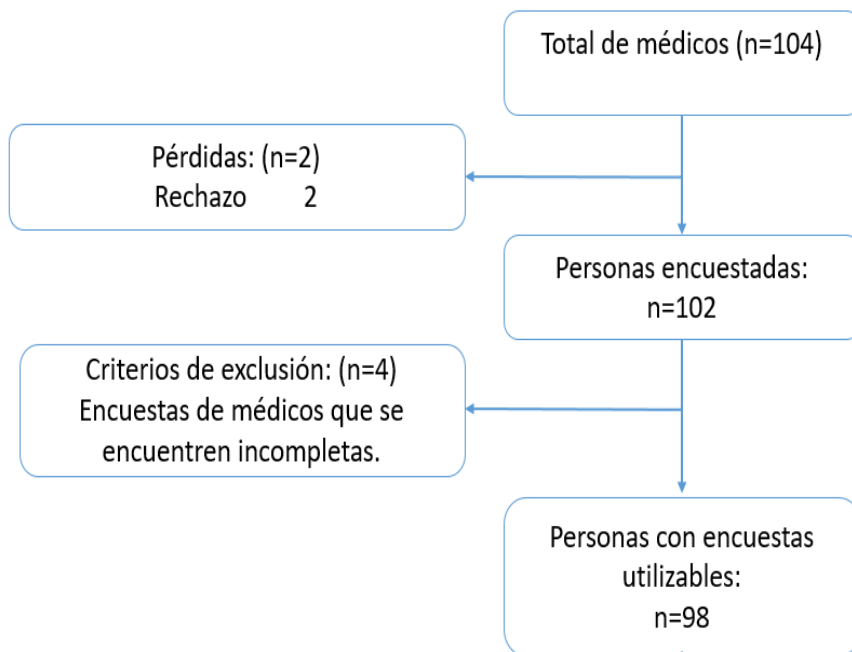 Total de médicos (n=104)
Pérdidas: (n=2)
Rechazo 2
Personas encuestadas:
n=102
Criterios de exclusión: (n=4)
Encuestas de médicos que se
encuentren incompletas.
Personas con encuestas
utilizables:
n=98